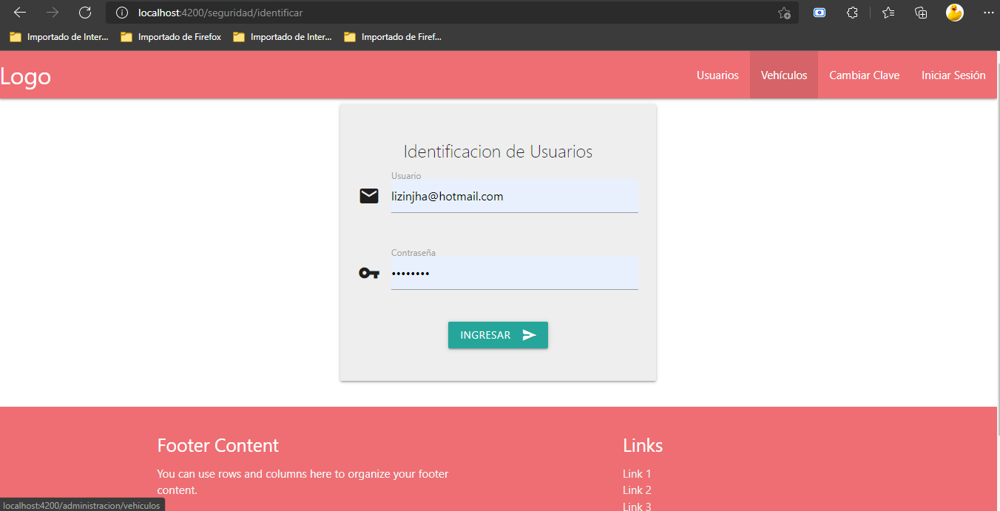 localhost:4200/seguridad/identificar
Importado de Inter... Importado de Firefox Importado de Inter... Importado de Firef...
Logo Usuarios Vehículos Cambiar Clave Iniciar Sesión
Identificacion de Usuarios
Usuario
lizinjha@hotmail.com
Contraseña
••••••••
INGRESAR
Footer Content Links
You can use rows and columns here to organize your footer Link 1
content. Link 2
Link 3
localhost:4200/administracion/vehiculos